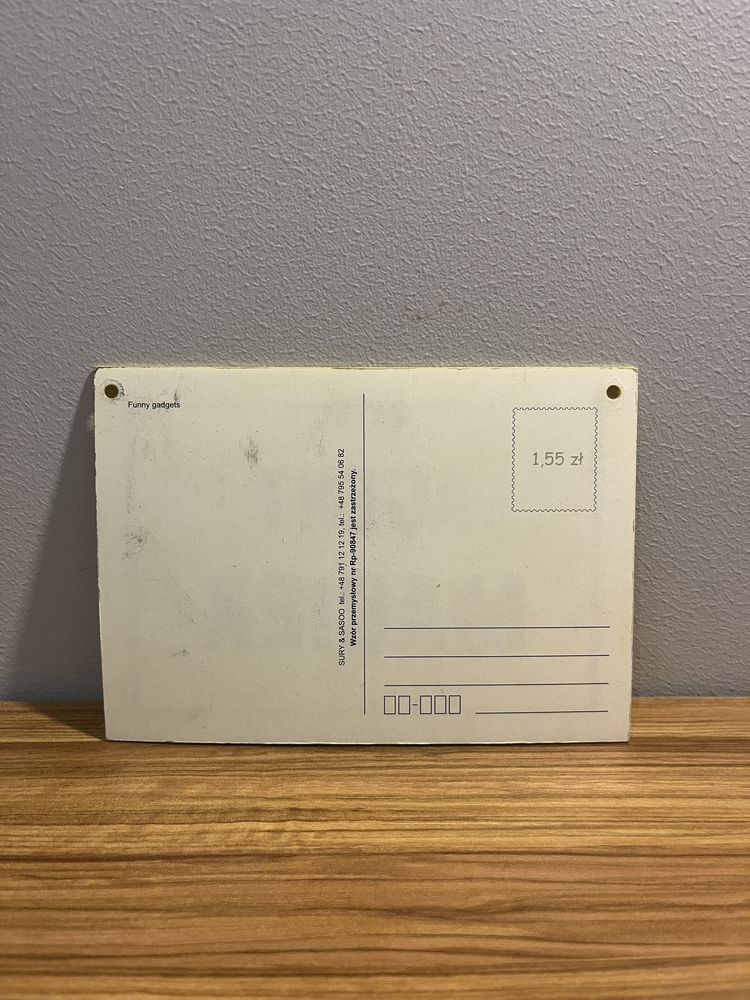 Funny gadgets
SURY & SASOO tel.: +48 791 12 12 19, tel.: +48 795 54 06 82
Wzór przemysłowy nr Rp-90847 jest zastrzeżony.
1,55 zł